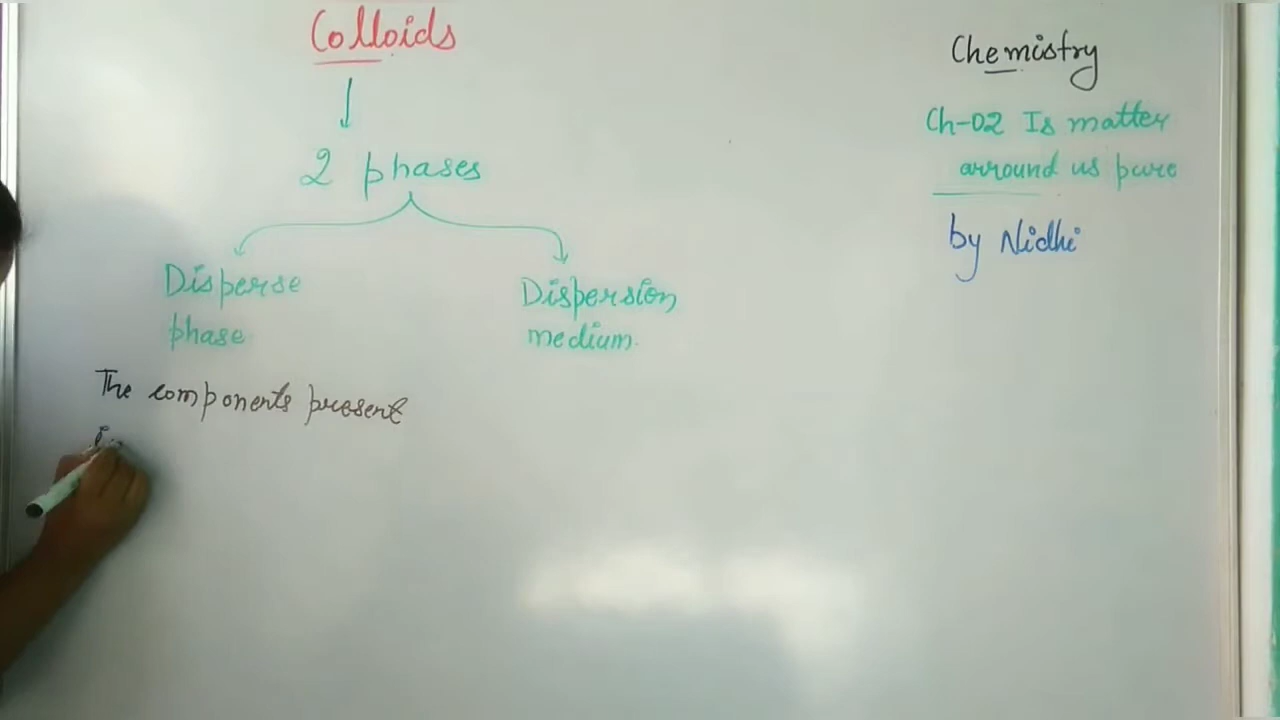 Colloids
2 phases
Disperse
phase
Dispersion
medium.
The components present
Chemistry
Ch-02 Is matter
arround us pure
by Nidhi